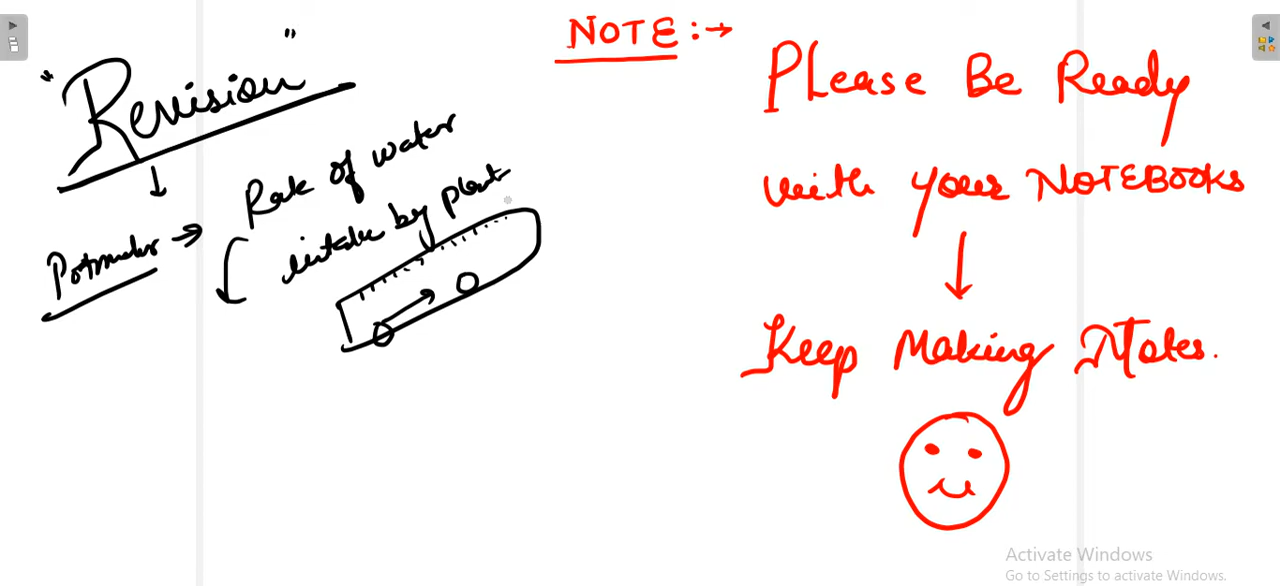 "Revision"
Potometer → Rate of water
intake by plant
NOTE :→
Please Be Ready
with your NOTEBOOKS
Keep Making Notes.
Activate Windows
Go to Settings to activate Windows.